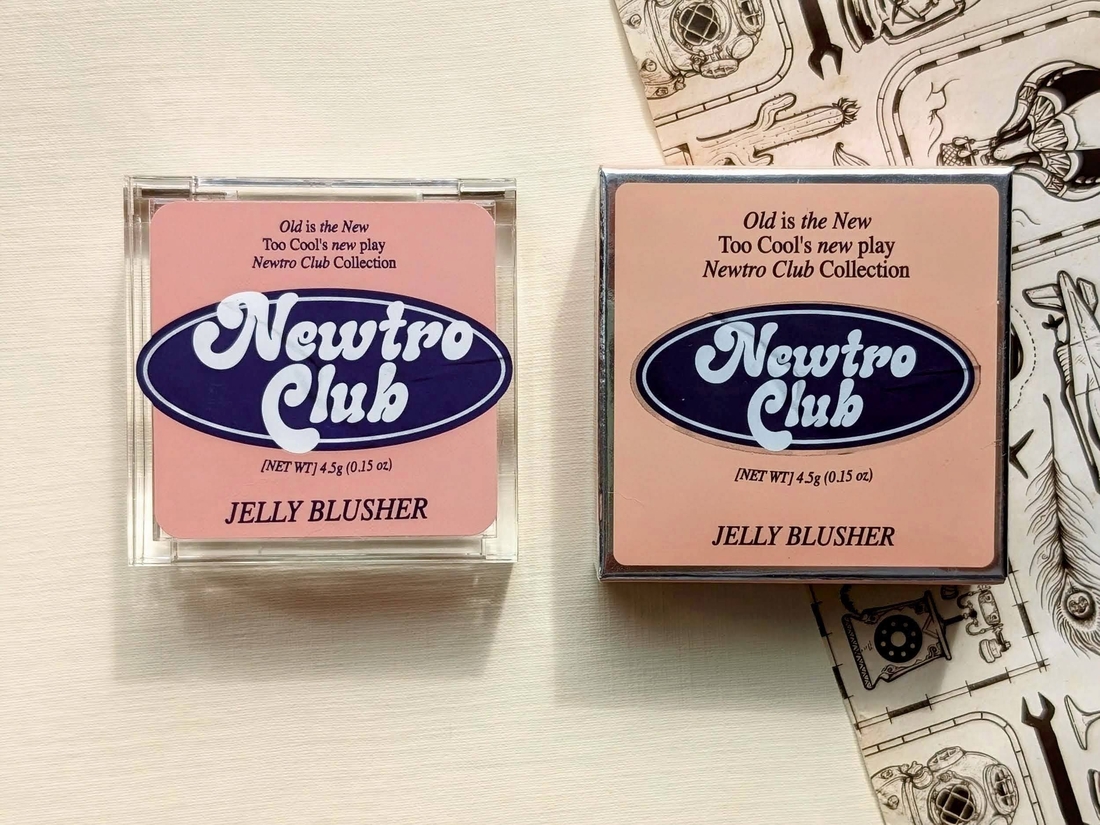 Old is the New
Too Cool's new play
Newtro Club Collection
Newtro
Club
[NET WT] 4.5g (0.15 oz)
JELLY BLUSHER
Old is the New
Too Cool's new play
Newtro Club Collection
Newtro
Club
[NET WT] 4.5g (0.15 oz)
JELLY BLUSHER